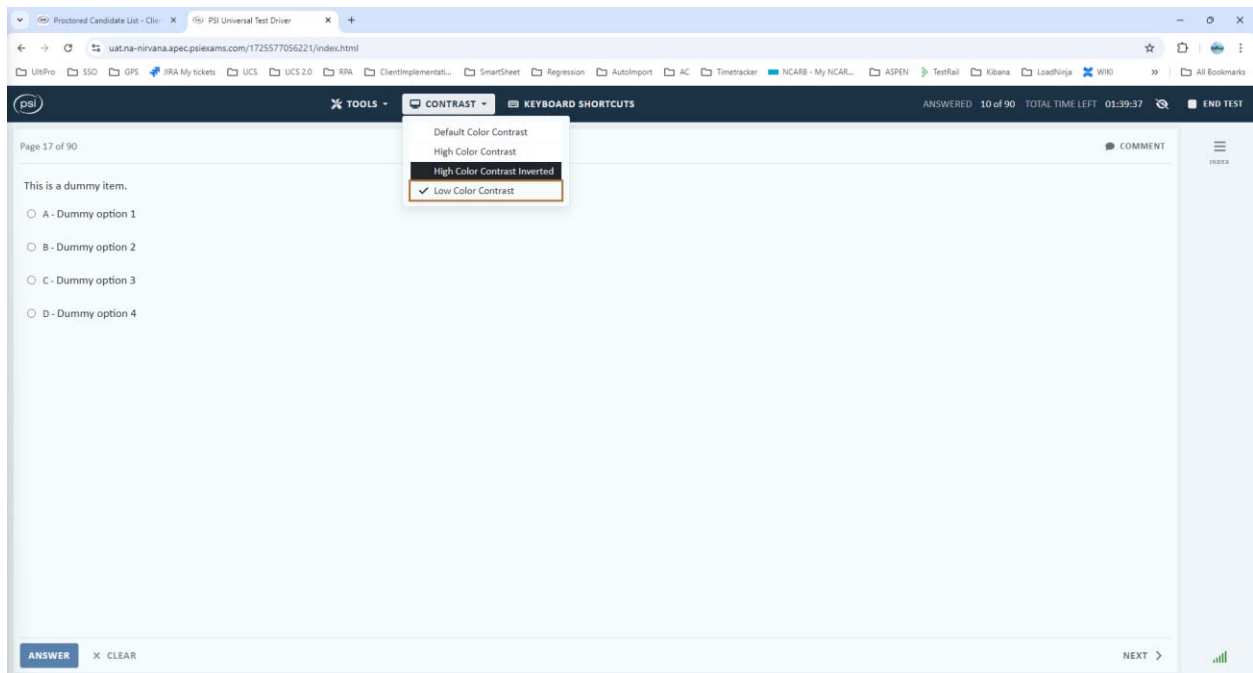 Proctored Candidate List - Clie PSI Universal Test Driver
uat.na-nirvana.apec.psiexams.com/1725577056221/index.html
UltiPro SSO GPS JIRA My tickets UCS UCS 2.0 RPA ClientImplementati... SmartSheet Regression AutoImport AC Timetracker NCARB - My NCAR... ASPEN TestRail Kibana LoadNinja WIKI » All Bookmarks
psi TOOLS CONTRAST KEYBOARD SHORTCUTS ANSWERED 10 of 90 TOTAL TIME LEFT 01:39:37 END TEST
Default Color Contrast
High Color Contrast
High Color Contrast Inverted
Low Color Contrast
Page 17 of 90 COMMENT
INDEX
This is a dummy item.
A - Dummy option 1
B - Dummy option 2
C - Dummy option 3
D - Dummy option 4
ANSWER CLEAR NEXT